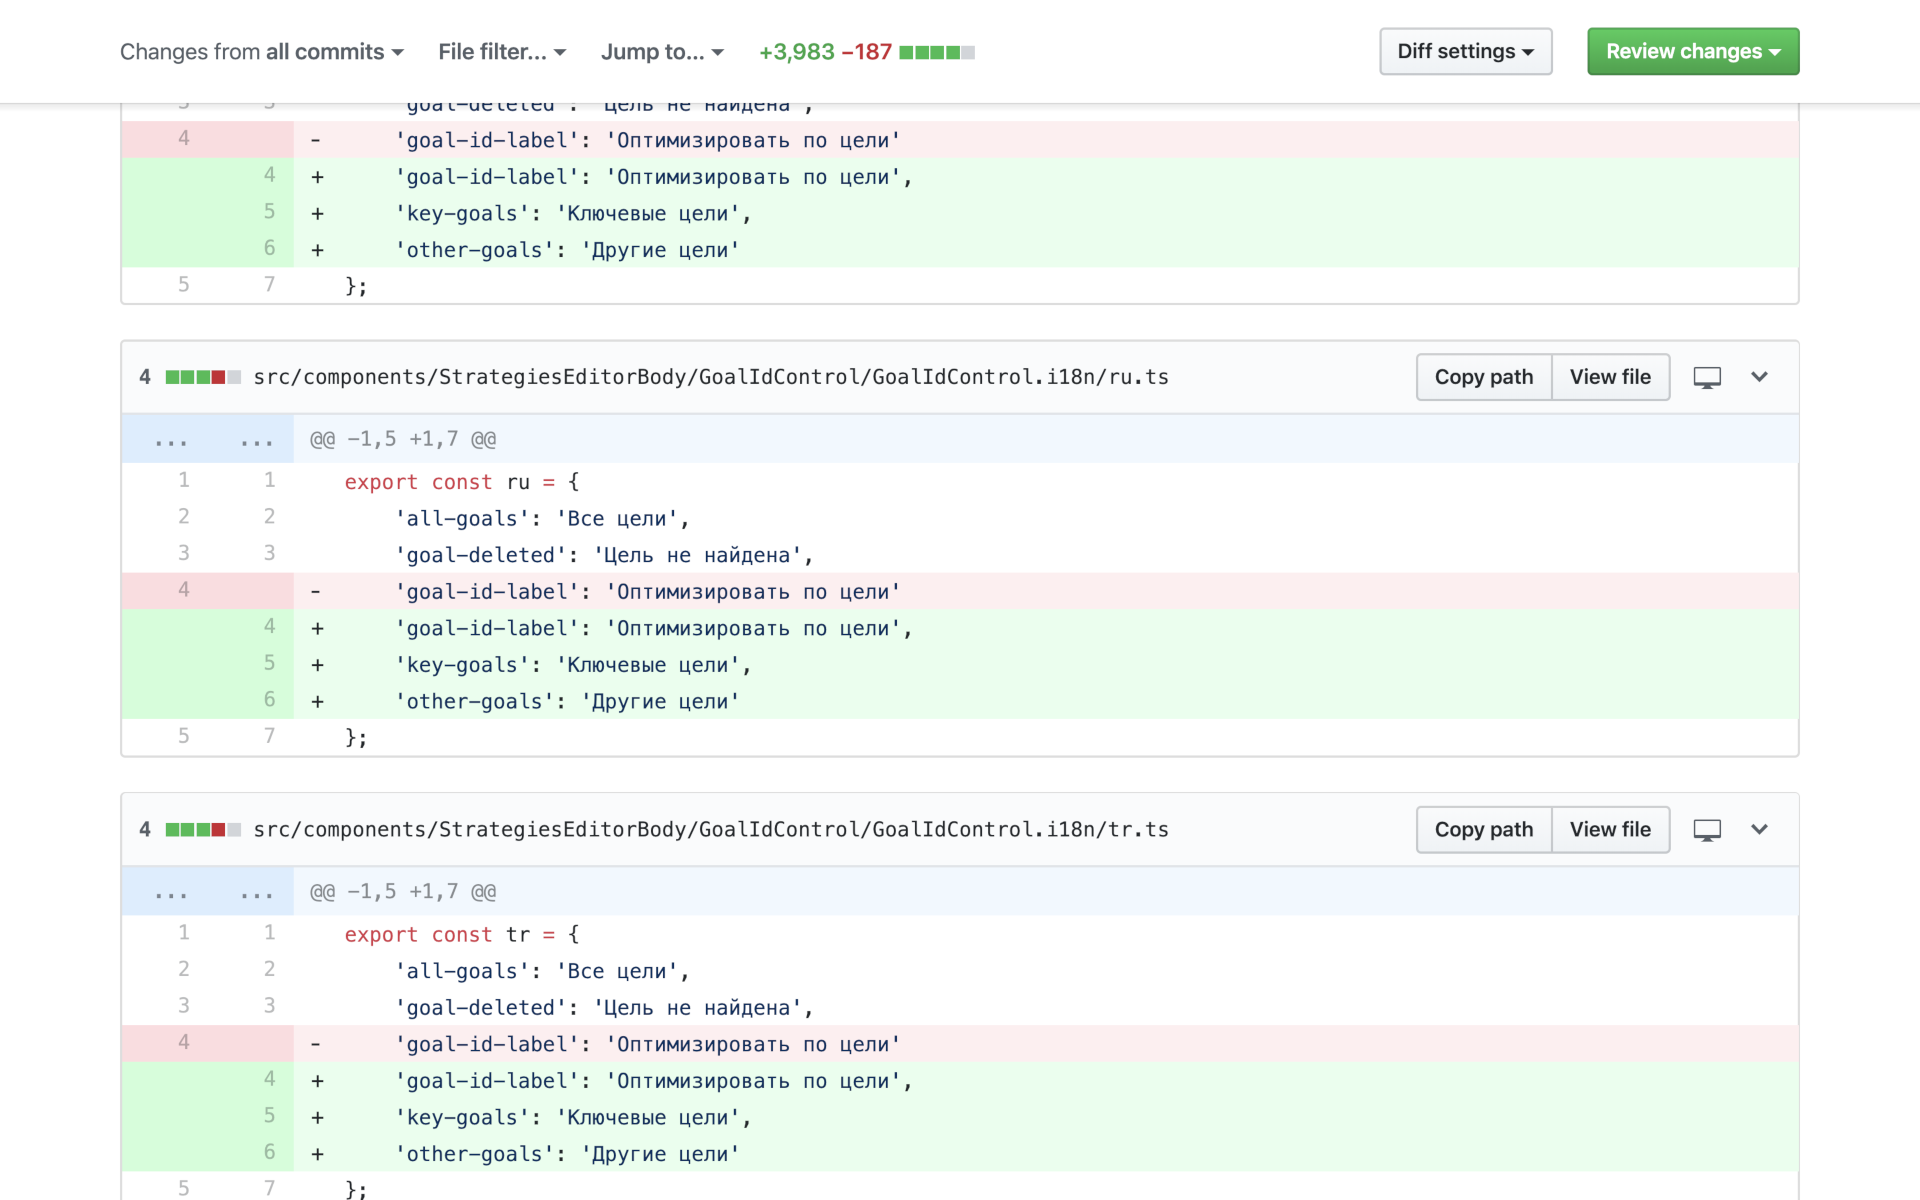 Changes from all commits File filter... Jump to... +3,983 −187 Diff settings Review changes
3 3 'goal-deleted': 'Цель не найдена',
4 - 'goal-id-label': 'Оптимизировать по цели'
4 + 'goal-id-label': 'Оптимизировать по цели',
5 + 'key-goals': 'Ключевые цели',
6 + 'other-goals': 'Другие цели'
5 7 };
4 src/components/StrategiesEditorBody/GoalIdControl/GoalIdControl.i18n/ru.ts Copy path View file
... ... @@ -1,5 +1,7 @@
1 1 export const ru = {
2 2 'all-goals': 'Все цели',
3 3 'goal-deleted': 'Цель не найдена',
4 - 'goal-id-label': 'Оптимизировать по цели'
4 + 'goal-id-label': 'Оптимизировать по цели',
5 + 'key-goals': 'Ключевые цели',
6 + 'other-goals': 'Другие цели'
5 7 };
4 src/components/StrategiesEditorBody/GoalIdControl/GoalIdControl.i18n/tr.ts Copy path View file
... ... @@ -1,5 +1,7 @@
1 1 export const tr = {
2 2 'all-goals': 'Все цели',
3 3 'goal-deleted': 'Цель не найдена',
4 - 'goal-id-label': 'Оптимизировать по цели'
4 + 'goal-id-label': 'Оптимизировать по цели',
5 + 'key-goals': 'Ключевые цели',
6 + 'other-goals': 'Другие цели'
5 7 };